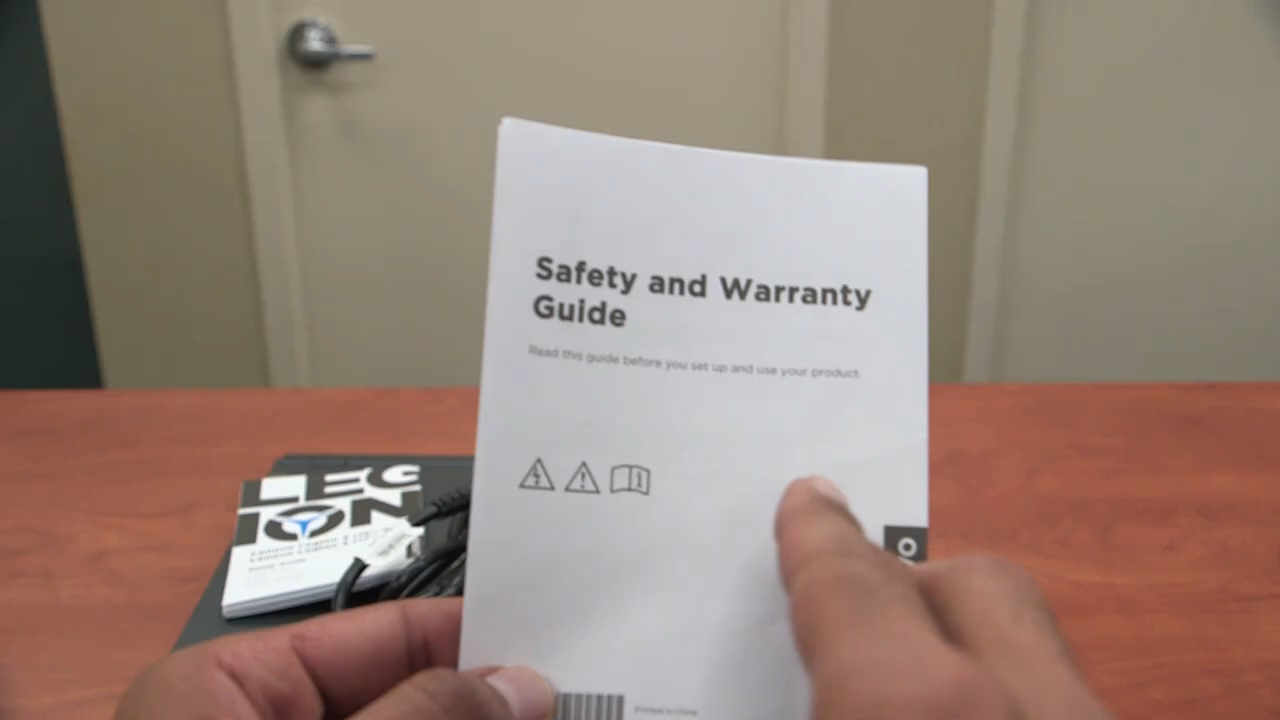 Safety and Warranty
Guide
Read this guide before you set up and use your product.
LEG
ION
Printed in China